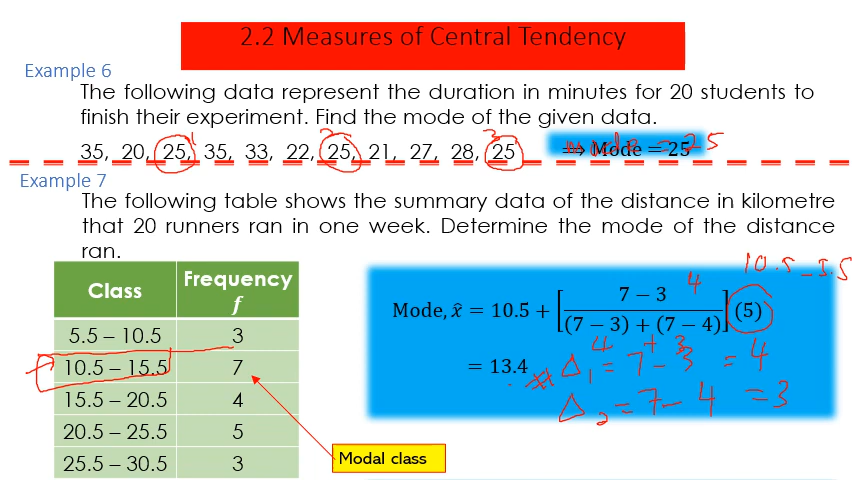 2.2 Measures of Central Tendency
Example 6
The following data represent the duration in minutes for 20 students to
finish their experiment. Find the mode of the given data.
1 2 3
35, 20, 25, 35, 33, 22, 25, 21, 27, 28, 25
⟹ Mode = 25
mode = 25
Example 7
The following table shows the summary data of the distance in kilometre
that 20 runners ran in one week. Determine the mode of the distance
ran.
Class Frequency f
5.5 – 10.5 3
10.5 – 15.5 7
15.5 – 20.5 4
20.5 – 25.5 5
25.5 – 30.5 3
Modal class
10.5 - 5.5
4
Mode, x̂ = 10.5 + [(7 − 3) / ((7 − 3) + (7 − 4))] (5)
4 + 3
= 13.4
Δ₁ = 7 - 3 = 4
Δ₂ = 7 - 4 = 3